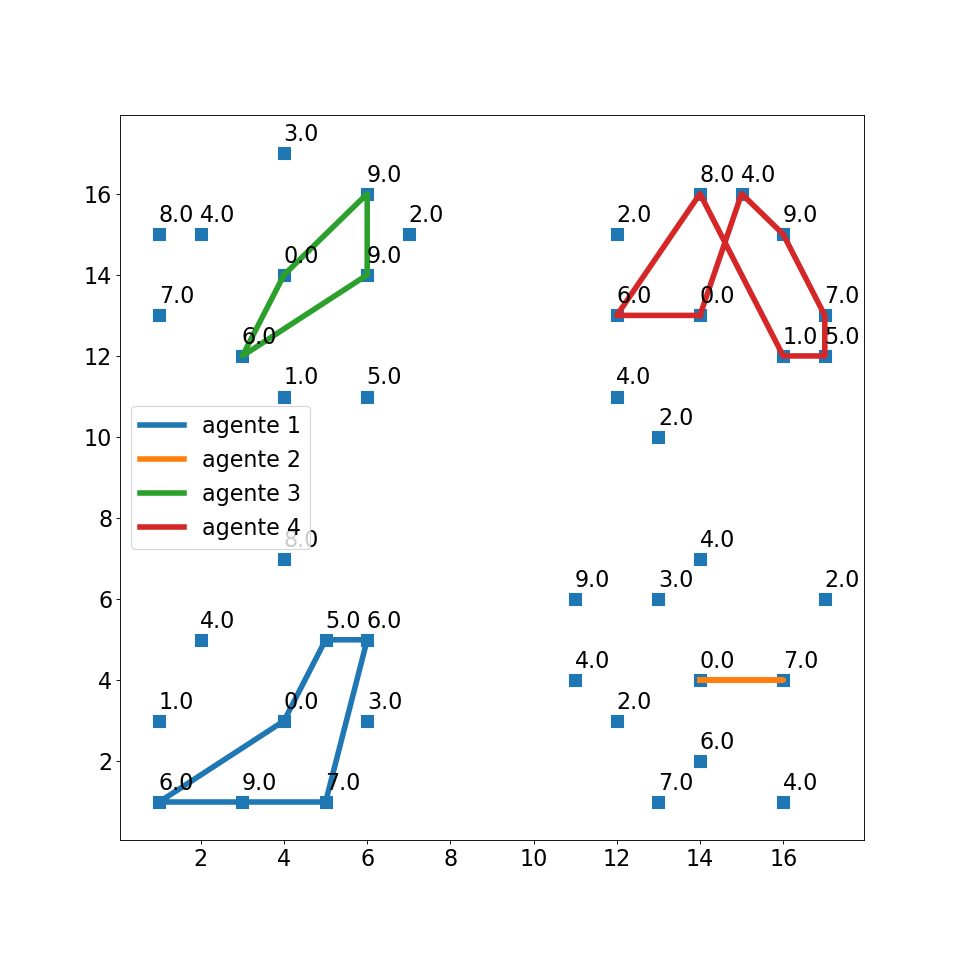 3.0
9.0
8.0 4.0
8.0 4.0 2.0 2.0 9.0
0.0 9.0
7.0 6.0 0.0 7.0
6.0 1.0 5.0
1.0 5.0 4.0
2.0
agente 1
agente 2
agente 3
agente 4
8.0 4.0
9.0 3.0 2.0
4.0 5.0 6.0
4.0 0.0 7.0
1.0 0.0 3.0 2.0
6.0
6.0 9.0 7.0 7.0 4.0
16
14
12
10
8
6
4
2
2 4 6 8 10 12 14 16